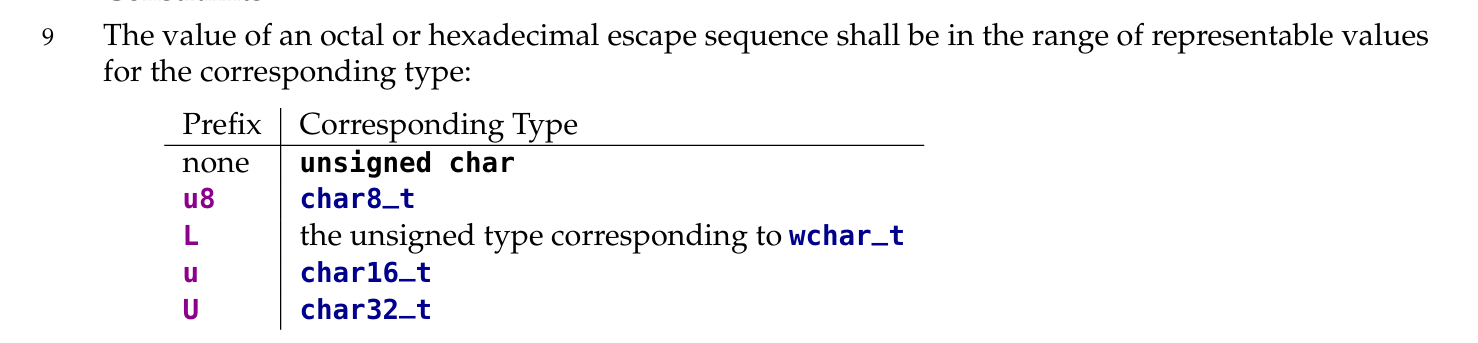 9 The value of an octal or hexadecimal escape sequence shall be in the range of representable values
for the corresponding type:
Prefix Corresponding Type
none unsigned char
u8 char8_t
L the unsigned type corresponding to wchar_t
u char16_t
U char32_t